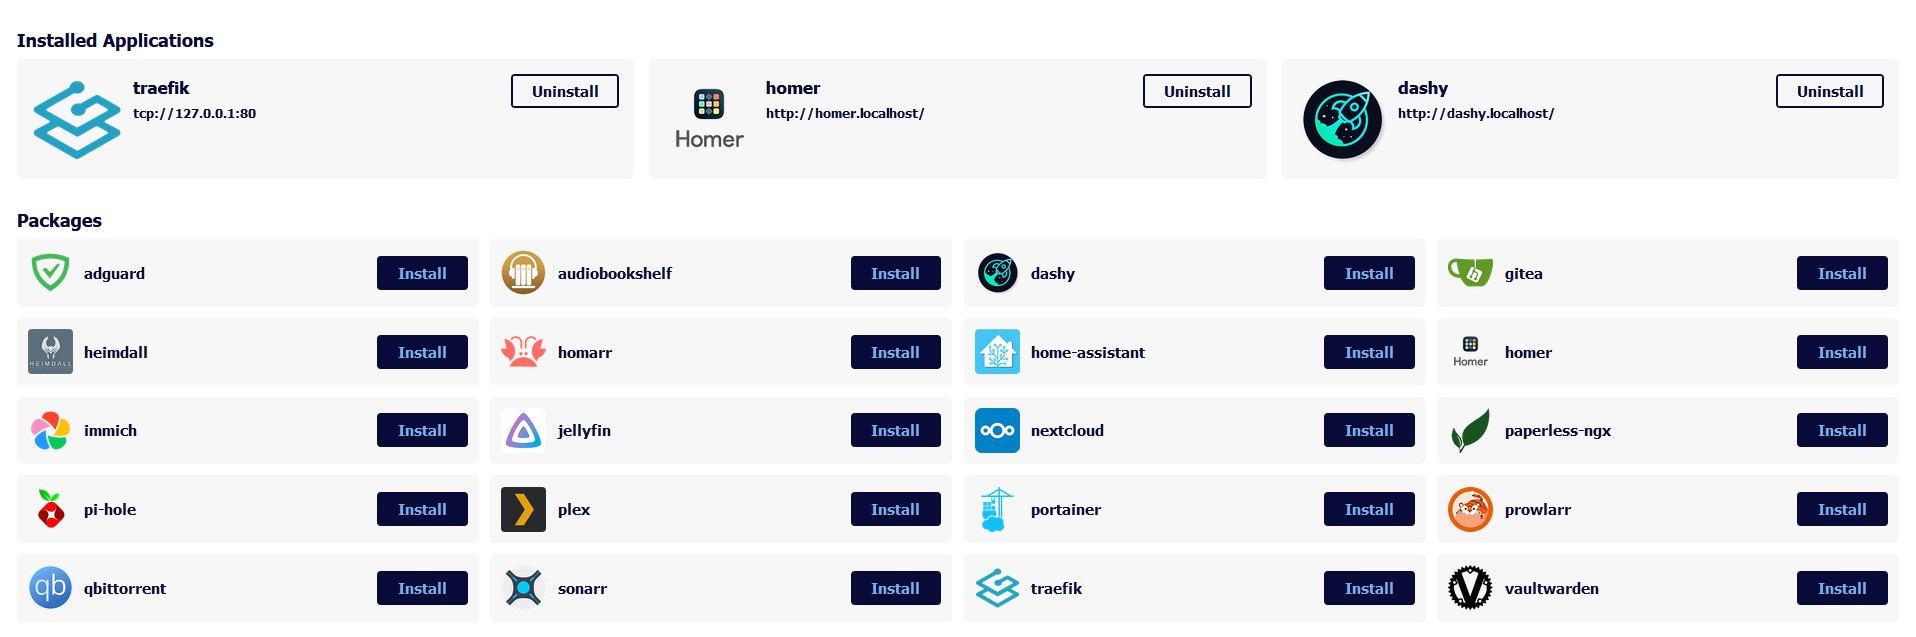 Installed Applications
traefik
tcp://127.0.0.1:80
Uninstall
Homer
homer
http://homer.localhost/
Uninstall
dashy
http://dashy.localhost/
Uninstall
Packages
adguard
Install
audiobookshelf
Install
dashy
Install
gitea
Install
HEIMDALL
heimdall
Install
homarr
Install
home-assistant
Install
Homer
homer
Install
immich
Install
jellyfin
Install
nextcloud
Install
paperless-ngx
Install
pi-hole
Install
plex
Install
portainer
Install
prowlarr
Install
qb
qbittorrent
Install
sonarr
Install
traefik
Install
V
vaultwarden
Install